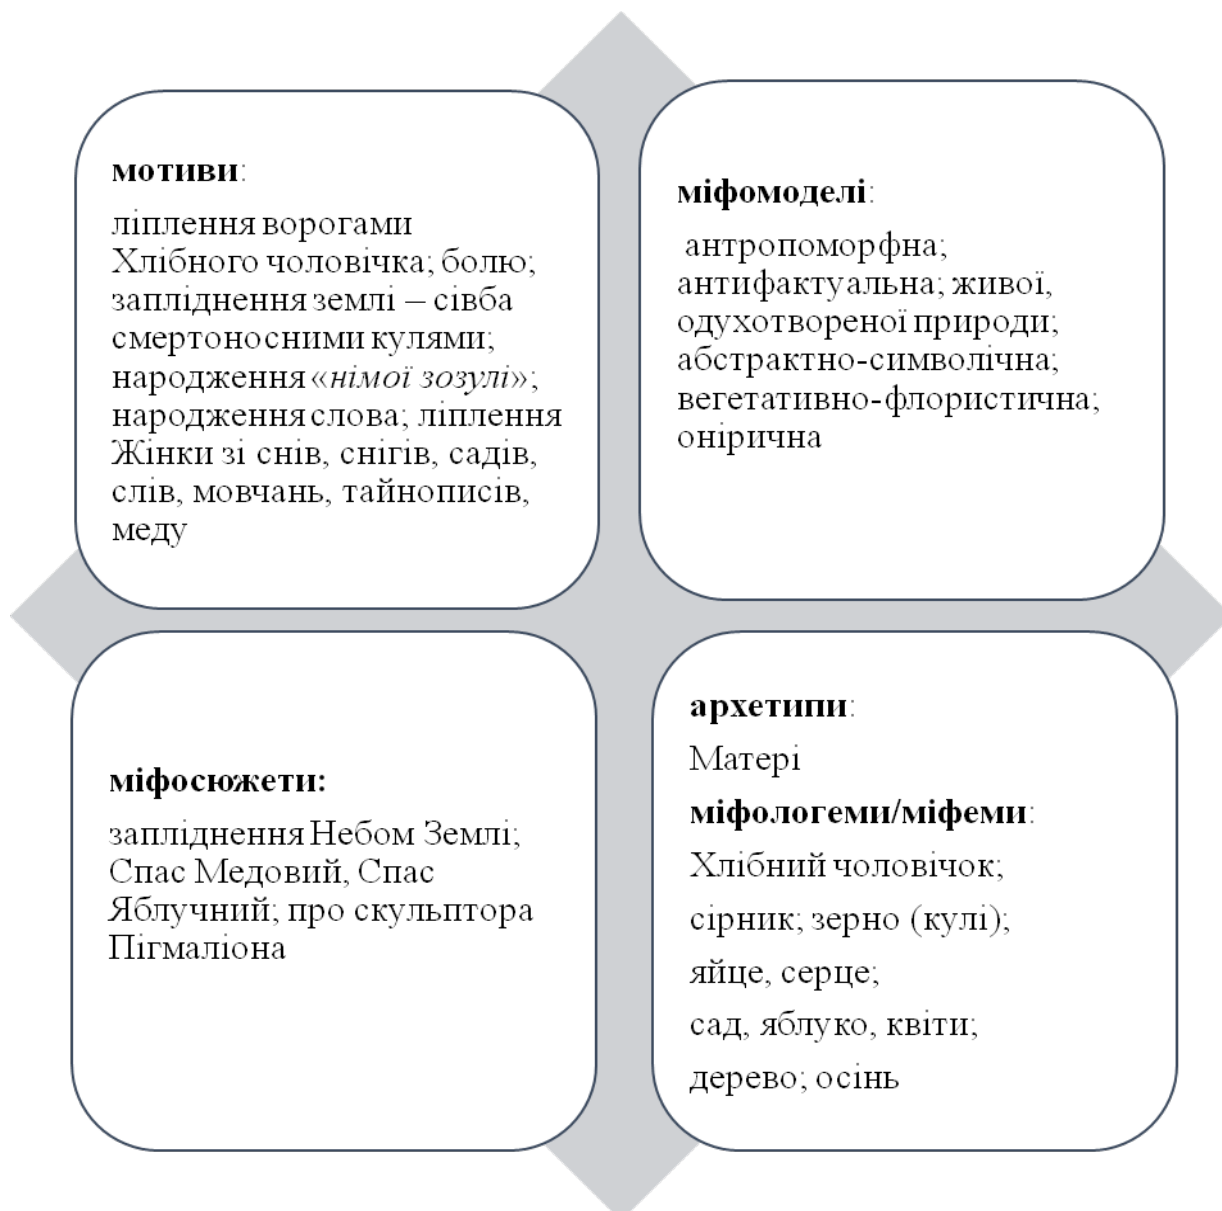 мотиви:
ліплення ворогами
Хлібного чоловічка; болю;
запліднення землі – сівба
смертоносними кулями;
народження «німої зозулі»;
народження слова; ліплення
Жінки зі снів, снігів, садів,
слів, мовчань, тайнописів,
меду
міфомоделі:
антропоморфна;
антифактуальна; живої,
одухотвореної природи;
абстрактно-символічна;
вегетативно-флористична;
онірична
міфосюжети:
запліднення Небом Землі;
Спас Медовий, Спас
Яблучний; про скульптора
Пігмаліона
архетипи:
Матері
міфологеми/міфеми:
Хлібний чоловічок;
сірник; зерно (кулі);
яйце, серце;
сад, яблуко, квіти;
дерево; осінь